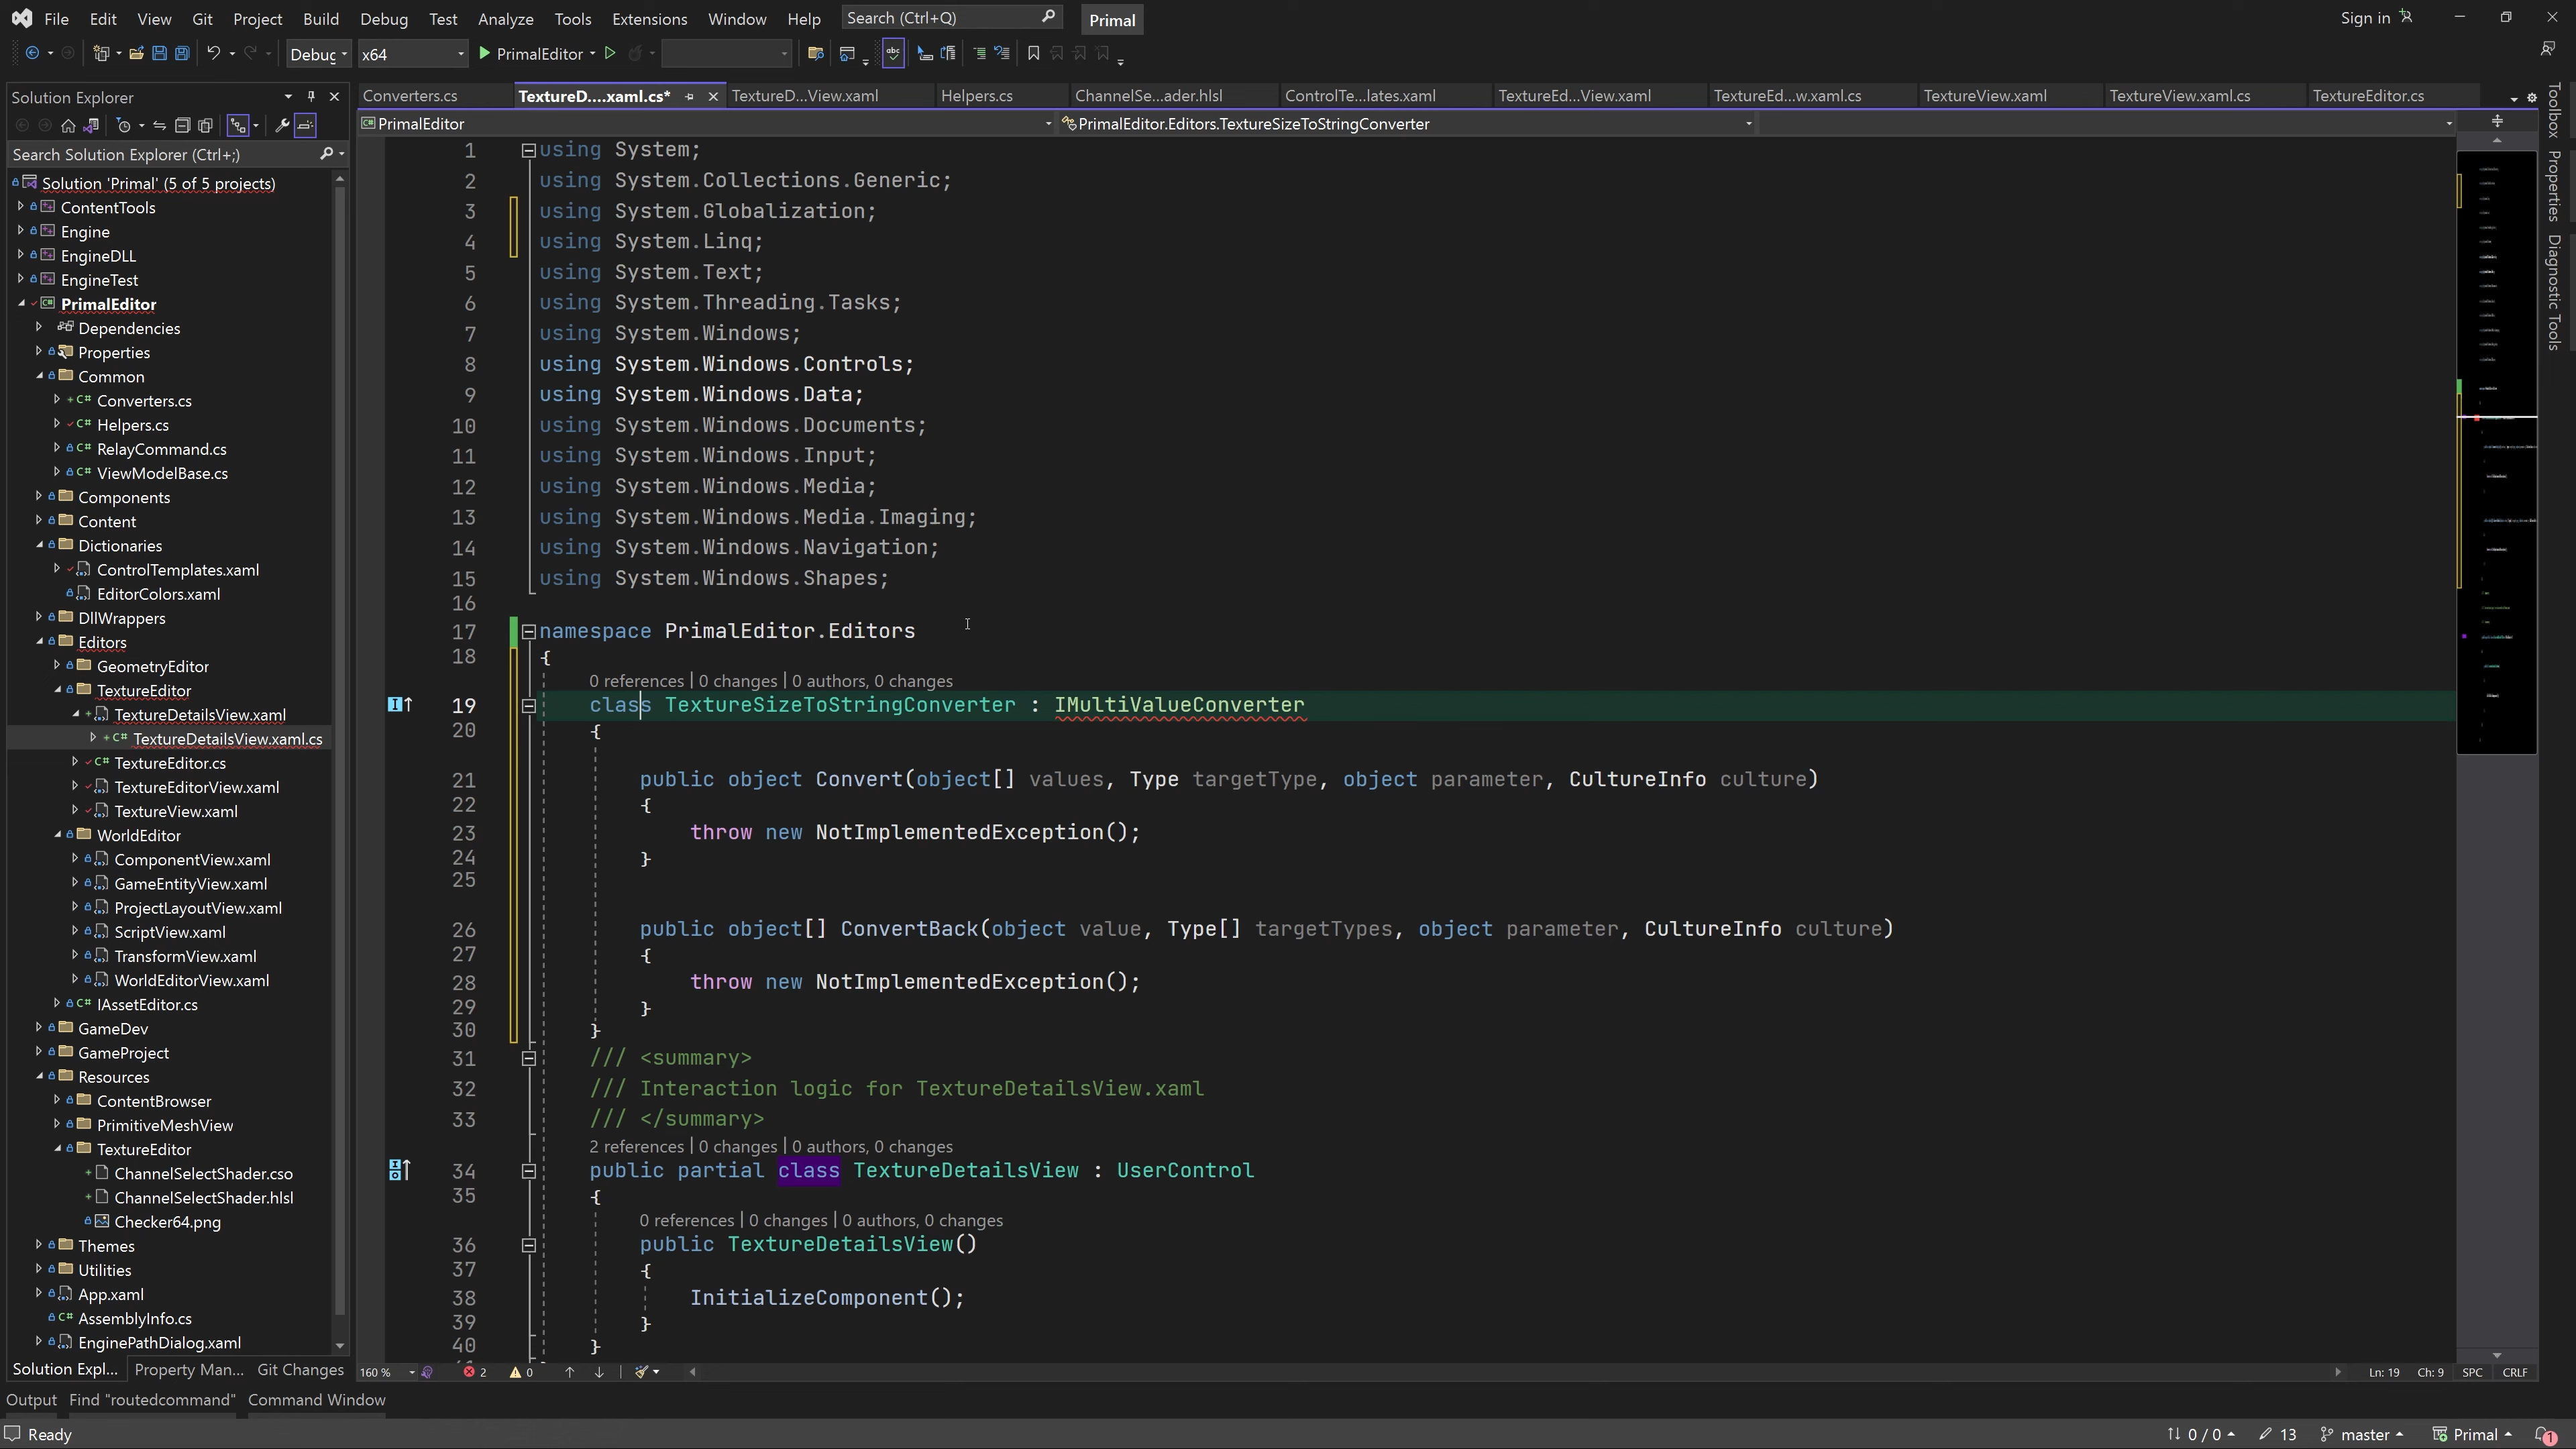 File Edit View Git Project Build Debug Test Analyze Tools Extensions Window Help Search (Ctrl+Q) Primal Sign in
Debug x64 PrimalEditor
Solution Explorer
Search Solution Explorer (Ctrl+;)
Solution 'Primal' (5 of 5 projects)
ContentTools
Engine
EngineDLL
EngineTest
PrimalEditor
Dependencies
Properties
Common
Converters.cs
Helpers.cs
RelayCommand.cs
ViewModelBase.cs
Components
Content
Dictionaries
ControlTemplates.xaml
EditorColors.xaml
DllWrappers
Editors
GeometryEditor
TextureEditor
TextureDetailsView.xaml
TextureDetailsView.xaml.cs
TextureEditor.cs
TextureEditorView.xaml
TextureView.xaml
WorldEditor
ComponentView.xaml
GameEntityView.xaml
ProjectLayoutView.xaml
ScriptView.xaml
TransformView.xaml
WorldEditorView.xaml
IAssetEditor.cs
GameDev
GameProject
Resources
ContentBrowser
PrimitiveMeshView
TextureEditor
ChannelSelectShader.cso
ChannelSelectShader.hlsl
Checker64.png
Themes
Utilities
App.xaml
AssemblyInfo.cs
EnginePathDialog.xaml
Solution Expl... Property Man... Git Changes
Converters.cs TextureD....xaml.cs* TextureD...View.xaml Helpers.cs ChannelSe...ader.hlsl ControlTe...lates.xaml TextureEd...View.xaml TextureEd...w.xaml.cs TextureView.xaml TextureView.xaml.cs TextureEditor.cs
PrimalEditor PrimalEditor.Editors.TextureSizeToStringConverter
1 using System;
2 using System.Collections.Generic;
3 using System.Globalization;
4 using System.Linq;
5 using System.Text;
6 using System.Threading.Tasks;
7 using System.Windows;
8 using System.Windows.Controls;
9 using System.Windows.Data;
10 using System.Windows.Documents;
11 using System.Windows.Input;
12 using System.Windows.Media;
13 using System.Windows.Media.Imaging;
14 using System.Windows.Navigation;
15 using System.Windows.Shapes;
16
17 namespace PrimalEditor.Editors
18 {
0 references | 0 changes | 0 authors, 0 changes
19 class TextureSizeToStringConverter : IMultiValueConverter
20 {
21 public object Convert(object[] values, Type targetType, object parameter, CultureInfo culture)
22 {
23 throw new NotImplementedException();
24 }
25
26 public object[] ConvertBack(object value, Type[] targetTypes, object parameter, CultureInfo culture)
27 {
28 throw new NotImplementedException();
29 }
30 }
31 /// <summary>
32 /// Interaction logic for TextureDetailsView.xaml
33 /// </summary>
2 references | 0 changes | 0 authors, 0 changes
34 public partial class TextureDetailsView : UserControl
35 {
0 references | 0 changes | 0 authors, 0 changes
36 public TextureDetailsView()
37 {
38 InitializeComponent();
39 }
40 }
160 % 2 0 Ln: 19 Ch: 9 SPC CRLF
Toolbox
Properties
Diagnostic Tools
Output Find "routedcommand" Command Window
Ready 0 / 0 13 master Primal 1